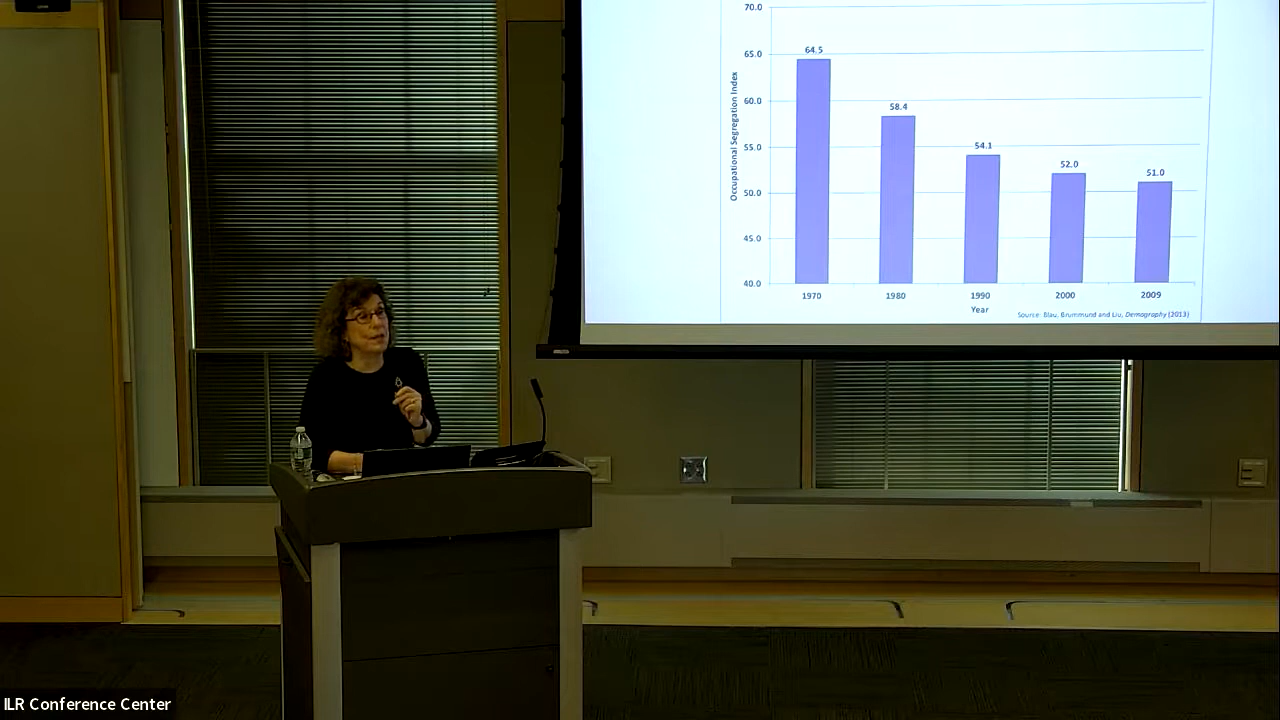 70.0
65.0
60.0
55.0
50.0
45.0
40.0
Occupational Segregation Index
64.5
58.4
54.1
52.0
51.0
1970 1980 1990 2000 2009
Year
Source: Blau, Brummund and Liu, Demography (2013)
ILR Conference Center